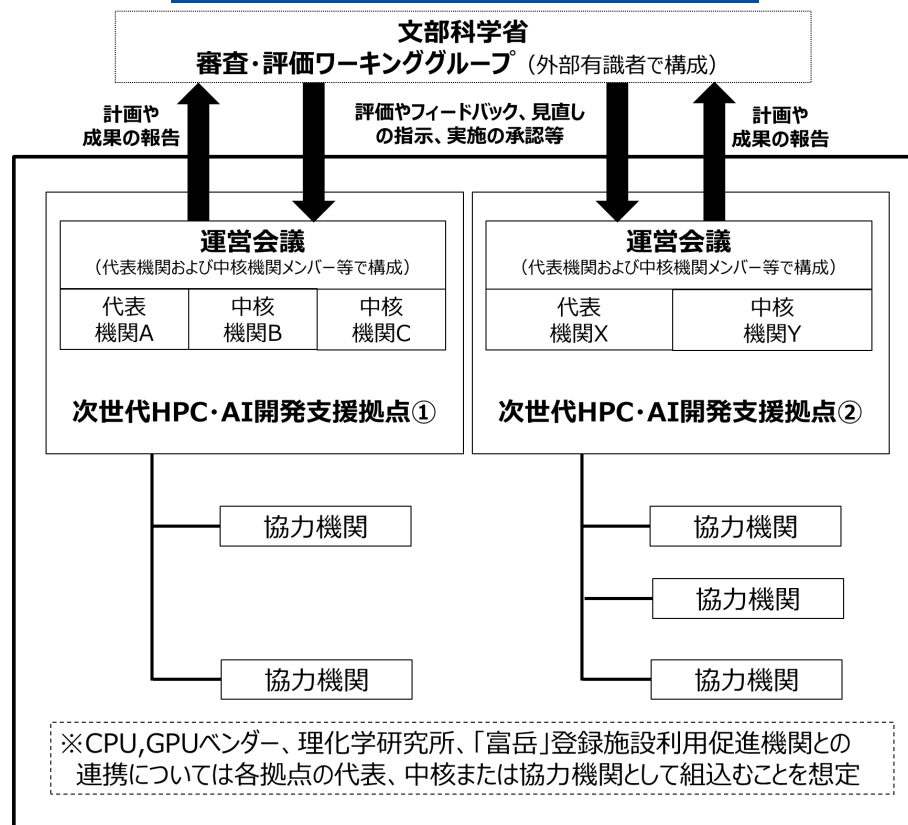 文部科学省
審査・評価ワーキンググループ（外部有識者で構成）
計画や
成果の報告
評価やフィードバック、見直し
の指示、実施の承認等
計画や
成果の報告
運営会議
（代表機関および中核機関メンバー等で構成）
代表
機関A
中核
機関B
中核
機関C
次世代HPC・AI開発支援拠点①
運営会議
（代表機関および中核機関メンバー等で構成）
代表
機関X
中核
機関Y
次世代HPC・AI開発支援拠点②
協力機関
協力機関
協力機関
協力機関
協力機関
※CPU,GPUベンダー、理化学研究所、「富岳」登録施設利用促進機関との
連携については各拠点の代表、中核または協力機関として組込むことを想定